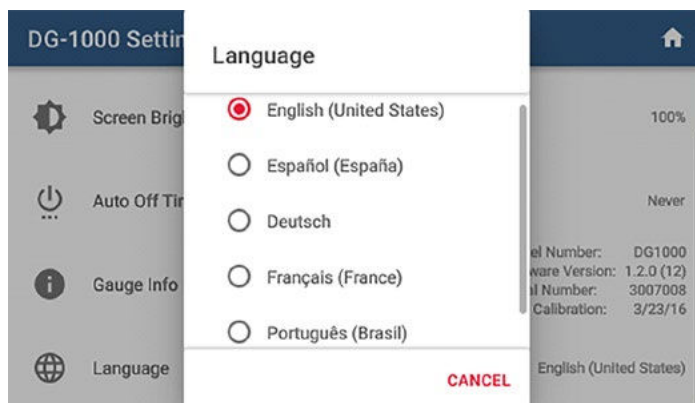 DG-1000 Settin
Language
English (United States)
Español (España)
Deutsch
Français (France)
Português (Brasil)
CANCEL
Screen Brig
100%
Auto Off Tir
Never
Gauge Info
el Number: DG1000
ware Version: 1.2.0 (12)
al Number: 3007008
Calibration: 3/23/16
Language
English (United States)